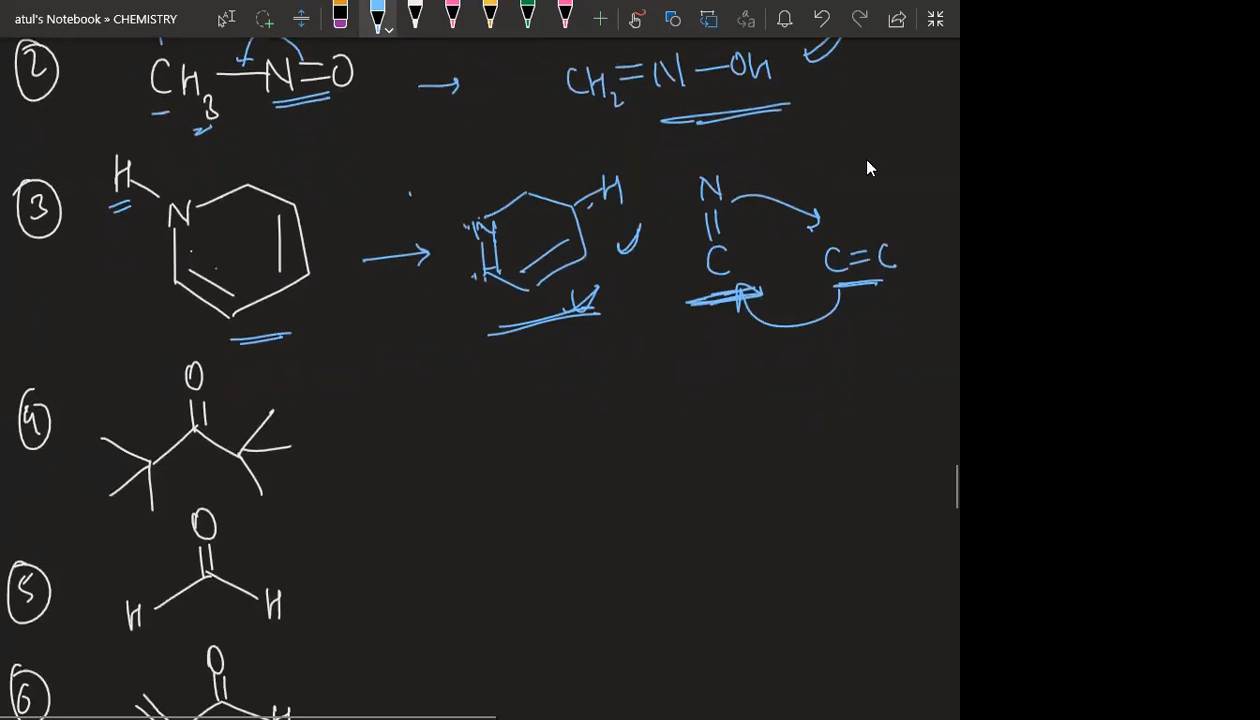 atul's Notebook » CHEMISTRY
2 CH3—N=O → CH2=N—OH
3 H N → N H H N
C C=C
4 O
5 O
H H
6 O
H